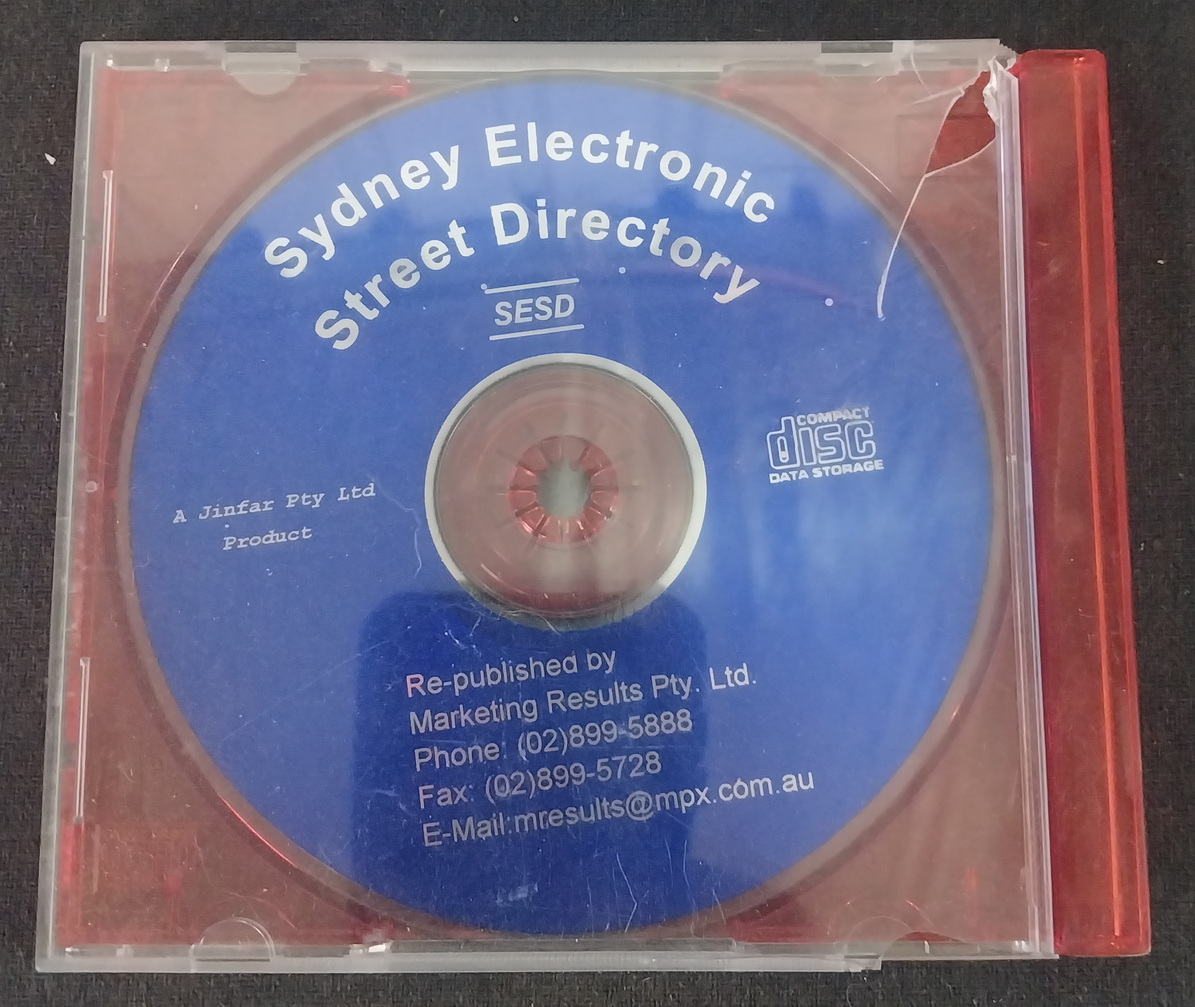 Sydney Electronic
Street Directory
SESD
COMPACT
disc
DATA STORAGE
A Jinfar Pty Ltd
Product
Re-published by
Marketing Results Pty. Ltd.
Phone: (02)899-5888
Fax: (02)899-5728
E-Mail:mresults@mpx.com.au